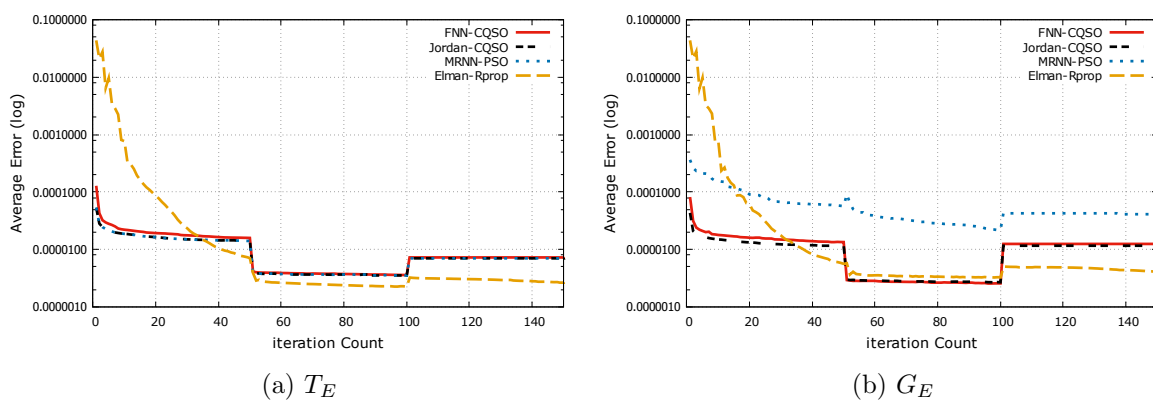 0.1000000
0.0100000
0.0010000
0.0001000
0.0000100
0.0000010
Average Error (log)
0 20 40 60 80 100 120 140
iteration Count
FNN-CQSO
Jordan-CQSO
MRNN-PSO
Elman-Rprop
(a) T_E
0.1000000
0.0100000
0.0010000
0.0001000
0.0000100
0.0000010
Average Error (log)
0 20 40 60 80 100 120 140
iteration Count
FNN-CQSO
Jordan-CQSO
MRNN-PSO
Elman-Rprop
(b) G_E